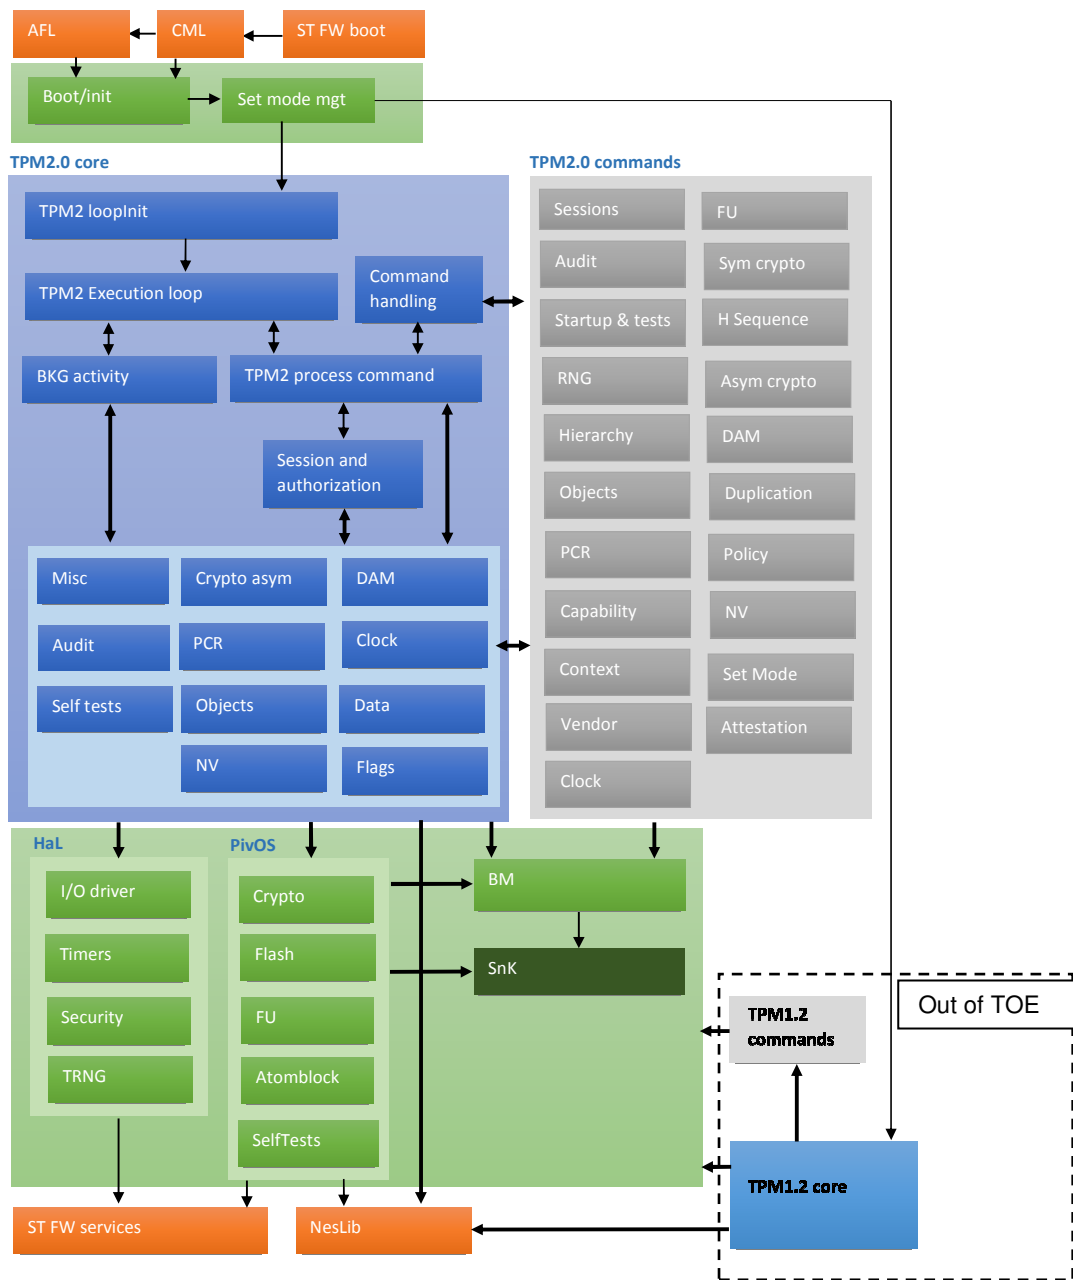 AFL
CML
ST FW boot
Boot/init
Set mode mgt
TPM2.0 core
TPM2 loopInit
TPM2 Execution loop
Command
handling
BKG activity
TPM2 process command
Session and
authorization
Misc
Crypto asym
DAM
Audit
PCR
Clock
Self tests
Objects
Data
NV
Flags
TPM2.0 commands
Sessions
FU
Audit
Sym crypto
Startup & tests
H Sequence
RNG
Asym crypto
Hierarchy
DAM
Objects
Duplication
PCR
Policy
Capability
NV
Context
Set Mode
Vendor
Attestation
Clock
HaL
I/O driver
Timers
Security
TRNG
PivOS
Crypto
Flash
FU
Atomblock
SelfTests
BM
SnK
Out of TOE
TPM1.2
commands
TPM1.2 core
ST FW services
NesLib